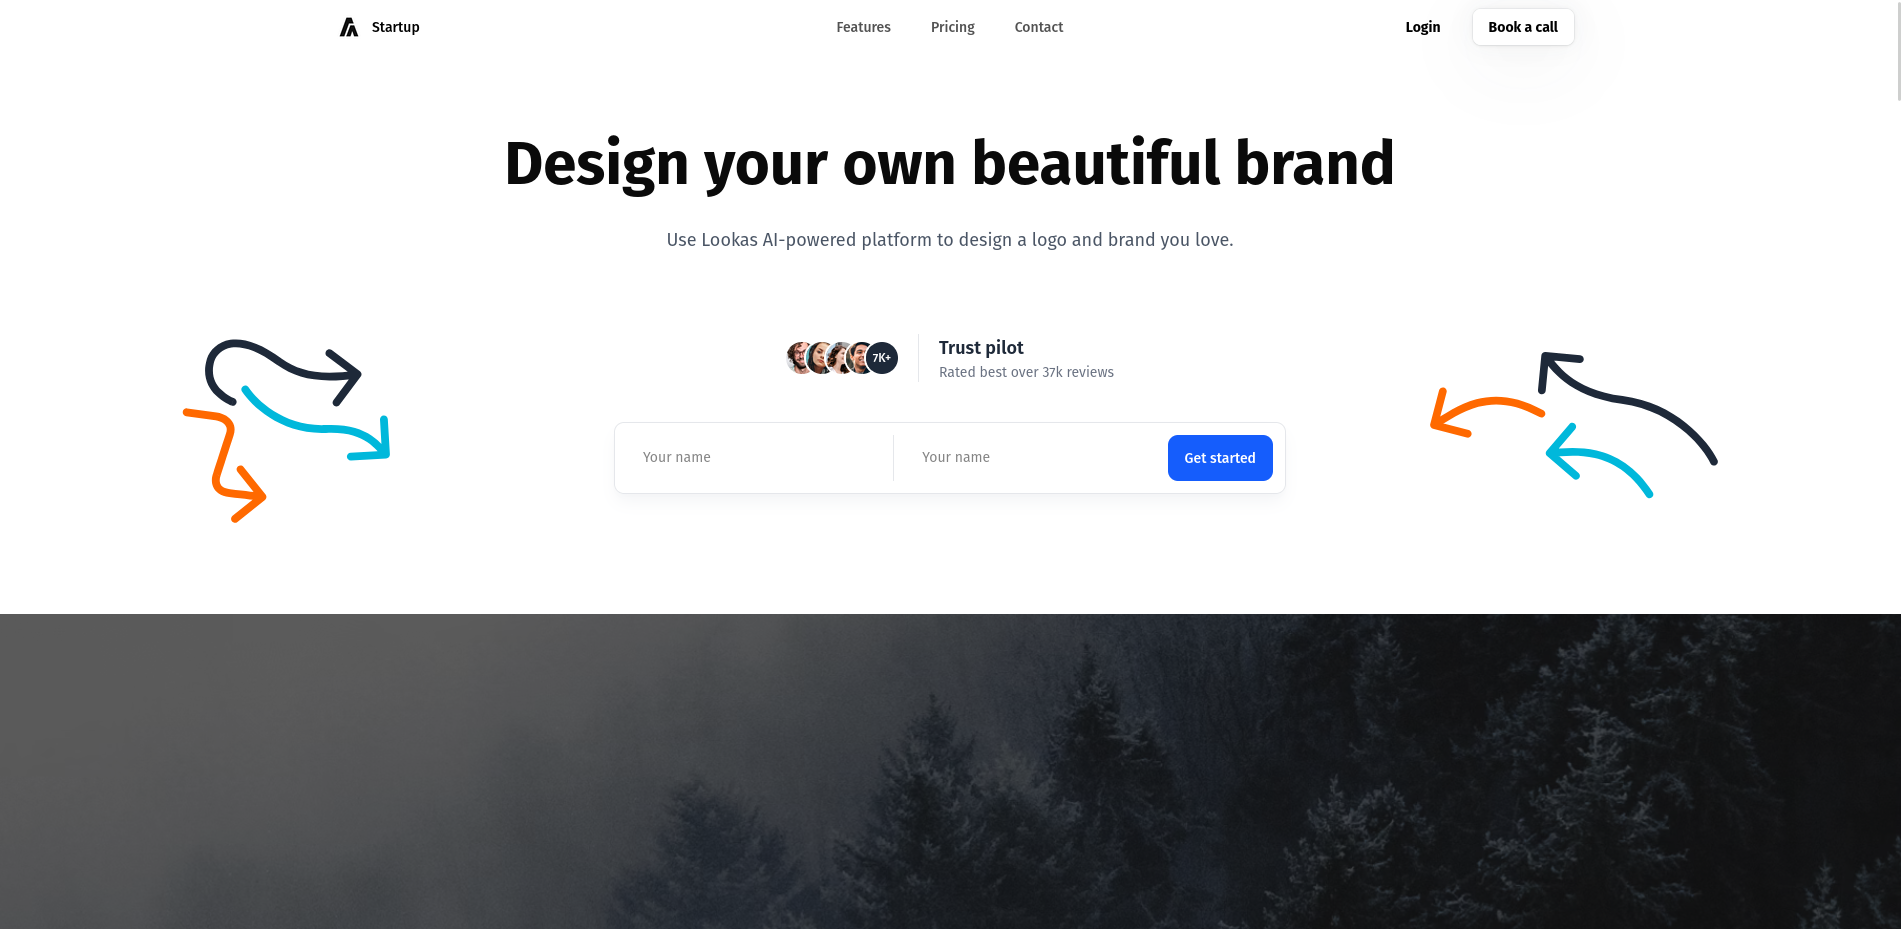 Startup
Features
Pricing
Contact
Login
Book a call
Design your own beautiful brand
Use Lookas AI-powered platform to design a logo and brand you love.
7K+
Trust pilot
Rated best over 37k reviews
Your name
Your name
Get started